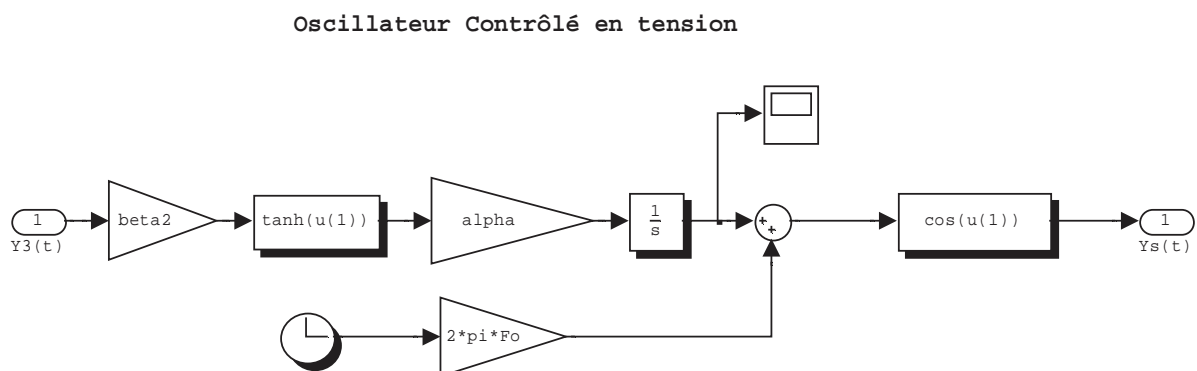 Oscillateur Contrôlé en tension
1
Y3(t)
beta2
tanh(u(1))
alpha
1
s
+
+
cos(u(1))
1
Ys(t)
2*pi*Fo